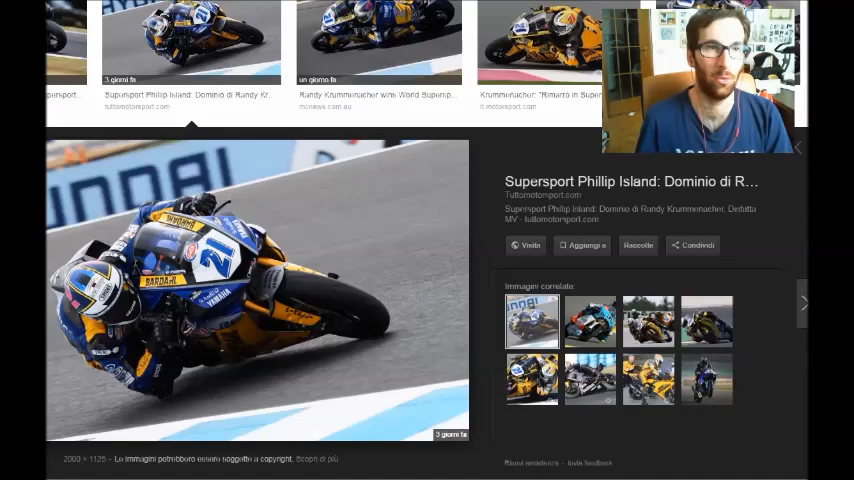 3 giorni fa
un giorno fa
Supersport Phillip Island: Dominio di Randy Kr...
Randy Krummenacher wins World Supersp...
Krummenacher: "Rimarrò in Super
tuttomotorsport.com
mcnews.com.au
it.motorsport.com
21
BARDAHL
YAMAHA
Supersport Phillip Island: Dominio di R...
Tuttomotorsport.com
Supersport Phillip Island: Dominio di Randy Krummenacher. Disfatta
MV - tuttomotorsport.com
Visita
Aggiungi a
Raccolte
Condividi
Immagini correlate:
3 giorni fa
2000 × 1125 - Le immagini potrebbero essere soggette a copyright. Scopri di più
Ricevi assistenza - Invia feedback